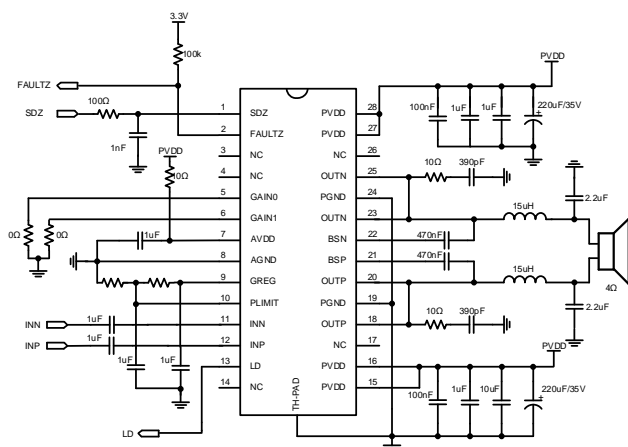 3.3V
100k
FAULTZ
SDZ
100Ω
1nF
PVDD
10Ω
0Ω
0Ω
1uF
INN
1uF
INP
1uF
1uF
1uF
LD
1 SDZ PVDD 28
2 FAULTZ PVDD 27
3 NC NC 26
4 NC OUTN 25
5 GAIN0 PGND 24
6 GAIN1 OUTN 23
7 AVDD BSN 22
8 AGND BSP 21
9 GREG OUTP 20
10 PLIMIT PGND 19
11 INN OUTP 18
12 INP NC 17
13 LD PVDD 16
14 NC PVDD 15
TH-PAD
PVDD
100nF 1uF 1uF 220uF/35V
10Ω 390pF
2.2uF
15uH
470nF
470nF
15uH
4Ω
2.2uF
10Ω 390pF
PVDD
100nF 1uF 10uF 220uF/35V